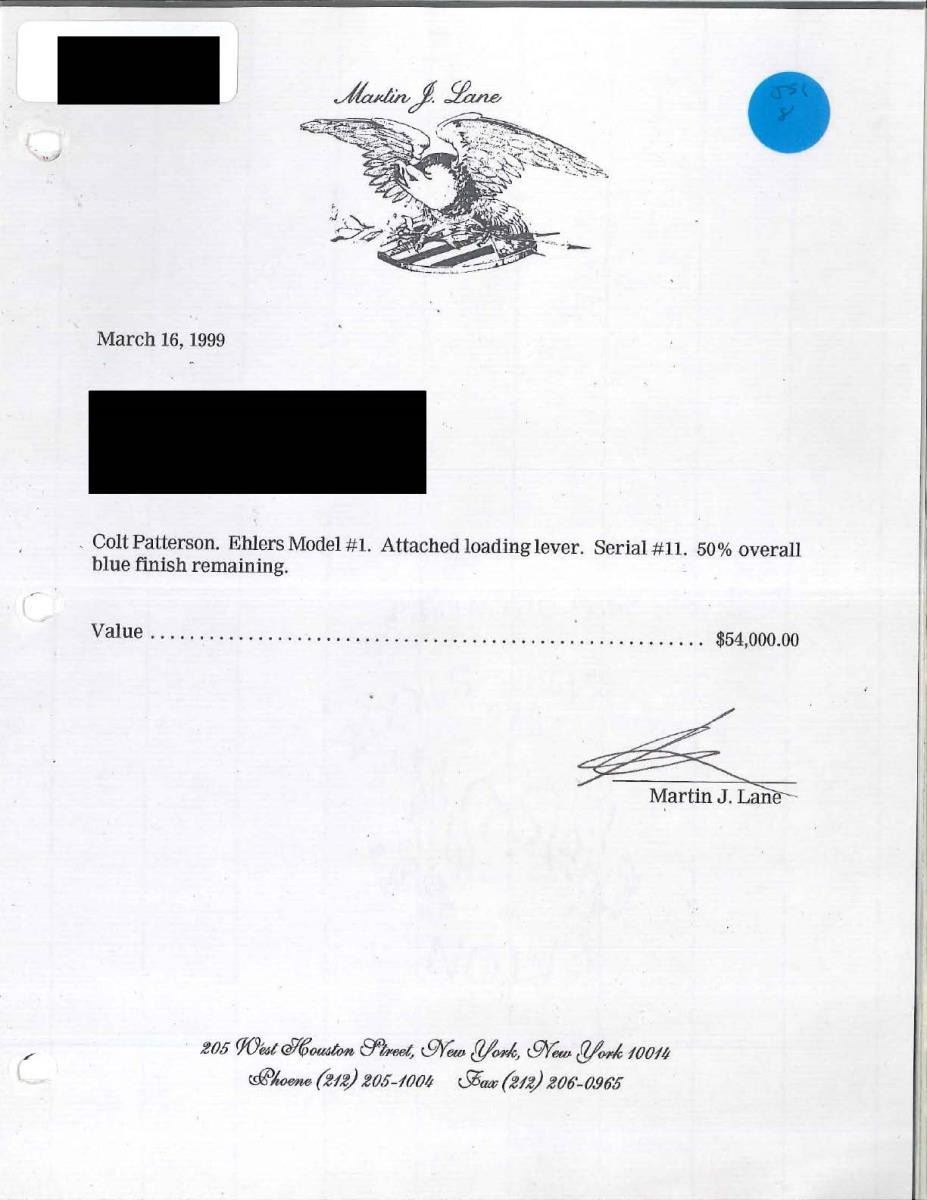 Martin J. Lane
March 16, 1999
Colt Patterson. Ehlers Model #1. Attached loading lever. Serial #11. 50% overall
blue finish remaining.
Value ........................................................ $54,000.00
Martin J. Lane
205 West Houston Street, New York, New York 10014
Phoene (212) 205-1004 Fax (212) 206-0965